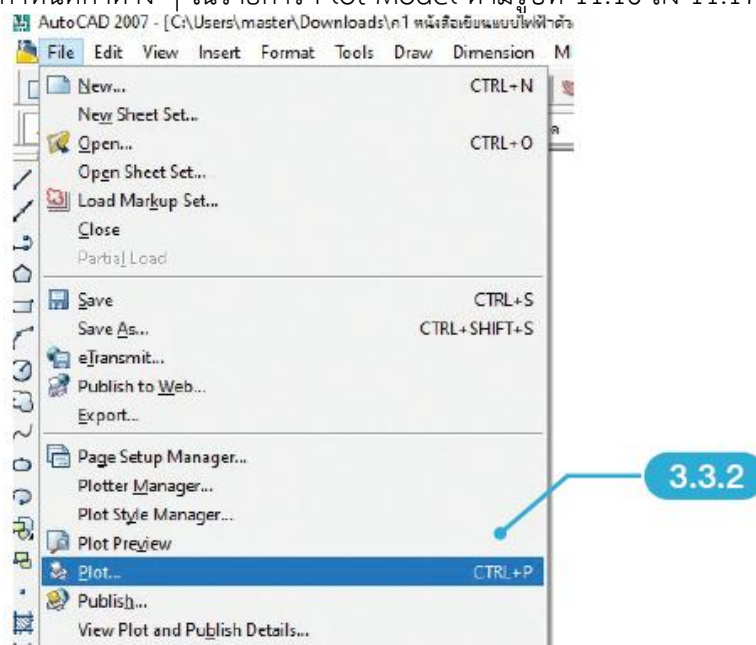 AutoCAD 2007 - [C:\Users\master\Downloads\ก1 หนังสือเขียนแบบไฟฟ้าด้ว
File Edit View Insert Format Tools Draw Dimension M
New... CTRL+N
New Sheet Set...
Open... CTRL+O
Open Sheet Set...
Load Markup Set...
Close
Partial Load
Save CTRL+S
Save As... CTRL+SHIFT+S
eTransmit...
Publish to Web...
Export...
Page Setup Manager...
Plotter Manager...
3.3.2
Plot Style Manager...
Plot Preview
Plot... CTRL+P
Publish...
View Plot and Publish Details...